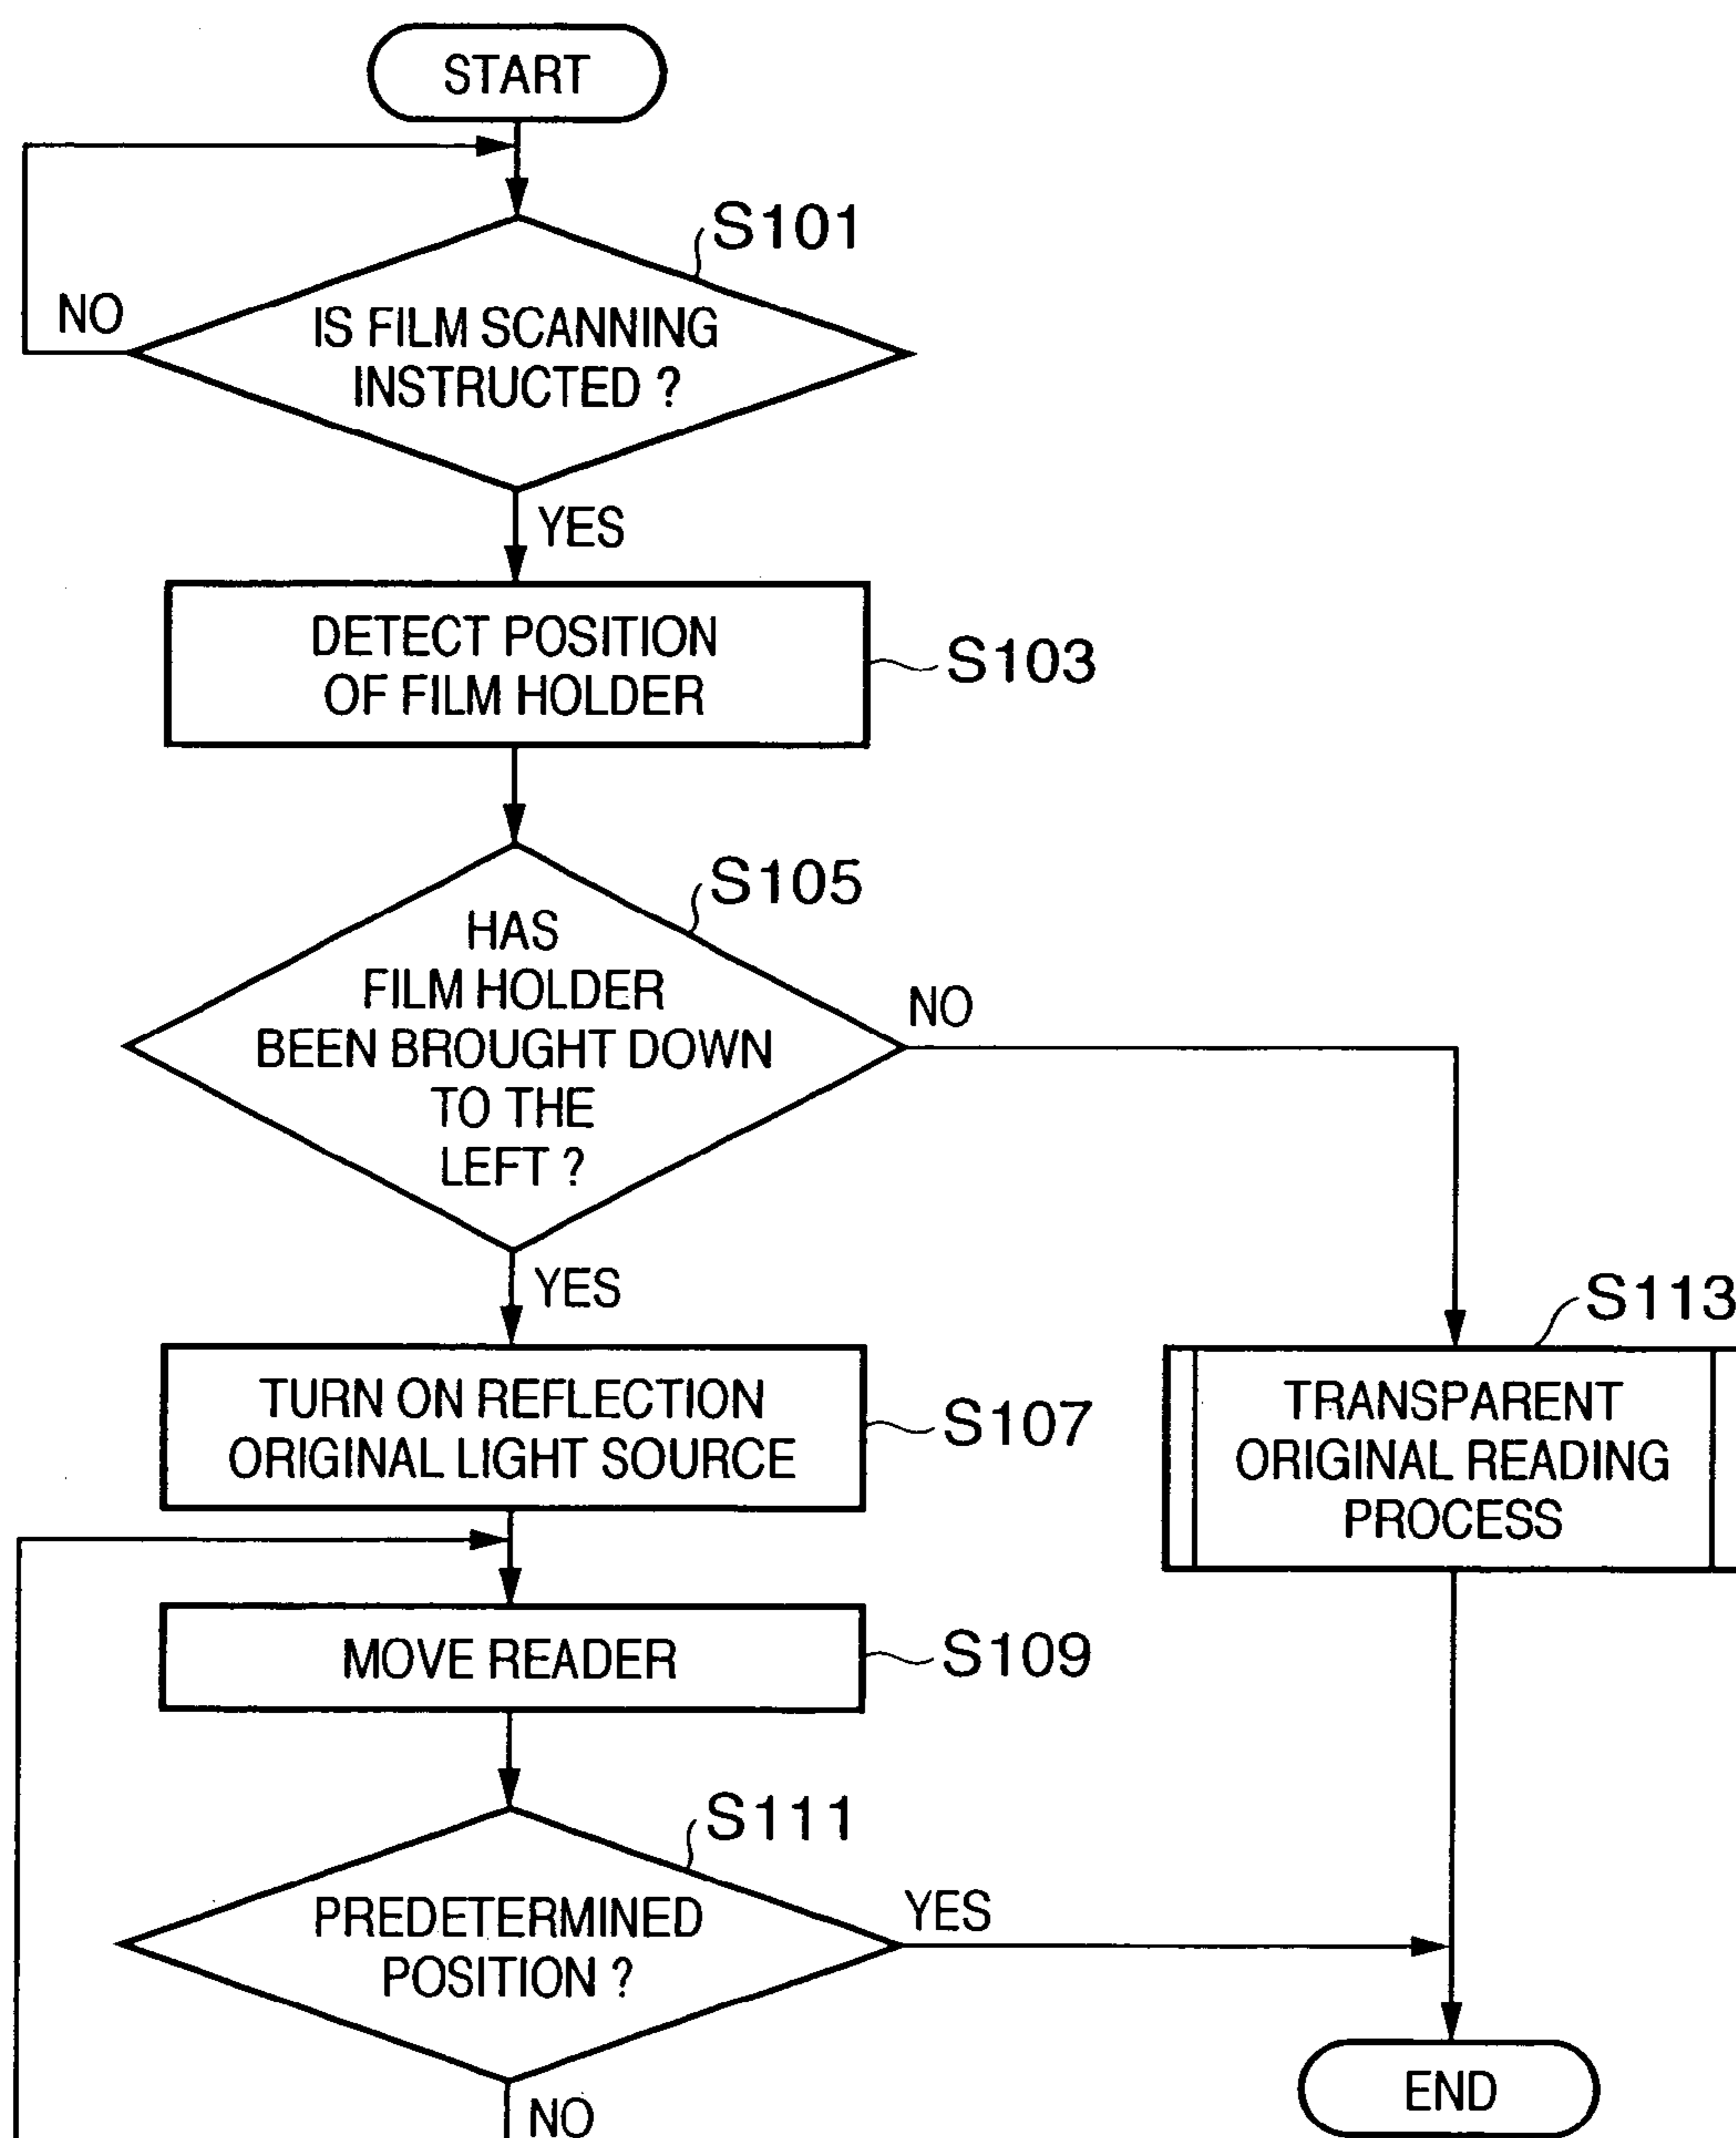 START
S101
NO
IS FILM SCANNING
INSTRUCTED ?
YES
DETECT POSITION
OF FILM HOLDER
S103
S105
HAS
FILM HOLDER
BEEN BROUGHT DOWN
TO THE
LEFT ?
NO
YES
S113
TURN ON REFLECTION
ORIGINAL LIGHT SOURCE
S107
TRANSPARENT
ORIGINAL READING
PROCESS
MOVE READER
S109
S111
PREDETERMINED
POSITION ?
YES
NO
END